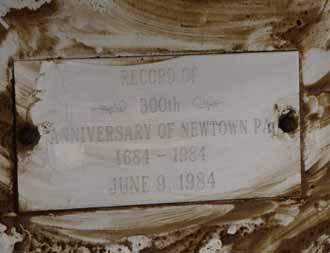 RECORD OF
300th
ANNIVERSARY OF NEWTOWN PA
1684 - 1984
JUNE 9, 1984